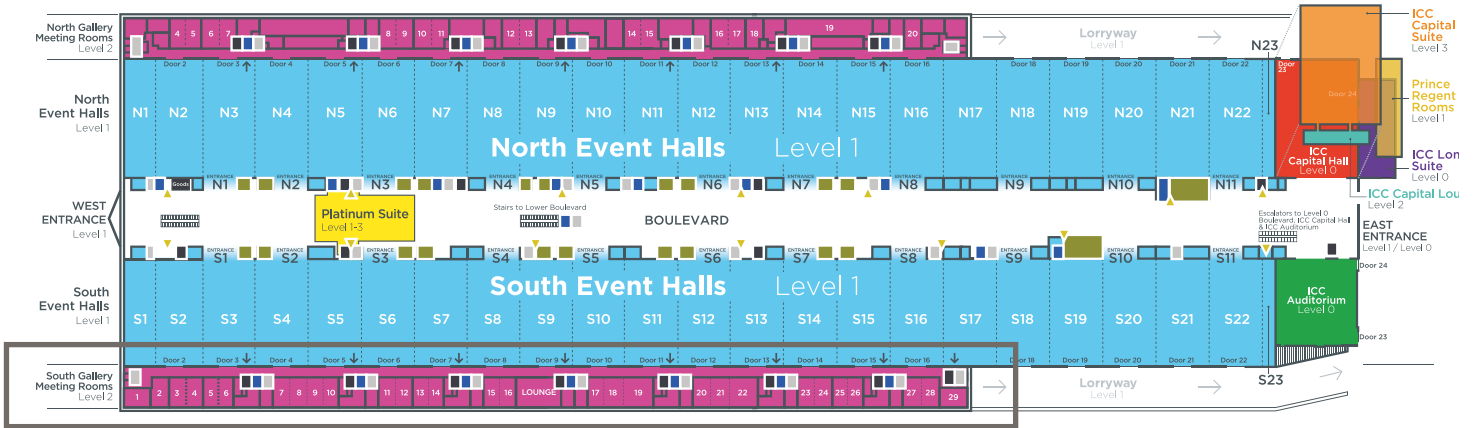 North Gallery
Meeting Rooms
Level 2
4 5 6 7 8 9 10 11 12 13 14 15 16 17 18 19 20
Lorryway
Level 1
N23
ICC
Capital
Suite
Level 3
Door 2 Door 3 Door 4 Door 5 Door 6 Door 7 Door 8 Door 9 Door 10 Door 11 Door 12 Door 13 Door 14 Door 15 Door 16 Door 18 Door 19 Door 20 Door 21 Door 22
Door
23
Door 24
Prince
Regent
Rooms
Level 1
North
Event Halls
Level 1
N1 N2 N3 N4 N5 N6 N7 N8 N9 N10 N11 N12 N13 N14 N15 N16 N17 N18 N19 N20 N21 N22
North Event Halls Level 1
ICC
Capital Hall
Level 0
ICC Lon
Suite
Level 0
ICC Capital Lou
Level 2
ENTRANCE ENTRANCE ENTRANCE ENTRANCE ENTRANCE ENTRANCE ENTRANCE ENTRANCE ENTRANCE ENTRANCE ENTRANCE
Goods
N1 N2 N3 N4 N5 N6 N7 N8 N9 N10 N11
WEST
ENTRANCE
Level 1
Platinum Suite
Level 1-3
Stairs to Lower Boulevard
BOULEVARD
Escalators to Level 0
Boulevard, ICC Capital Hall
& ICC Auditorium
EAST
ENTRANCE
Level 1 / Level 0
ENTRANCE ENTRANCE ENTRANCE ENTRANCE ENTRANCE ENTRANCE ENTRANCE ENTRANCE ENTRANCE ENTRANCE ENTRANCE
S1 S2 S3 S4 S5 S6 S7 S8 S9 S10 S11
Door 24
South
Event Halls
Level 1
South Event Halls Level 1
ICC
Auditorium
Level 0
S1 S2 S3 S4 S5 S6 S7 S8 S9 S10 S11 S12 S13 S14 S15 S16 S17 S18 S19 S20 S21 S22
Door 23
Door 2 Door 3 Door 4 Door 5 Door 6 Door 7 Door 8 Door 9 Door 10 Door 11 Door 12 Door 13 Door 14 Door 15 Door 16 Door 18 Door 19 Door 20 Door 21 Door 22
S23
South Gallery
Meeting Rooms
Level 2
1 2 3 4 5 6 7 8 9 10 11 12 13 14 15 16 LOUNGE 17 18 19 20 21 22 23 24 25 26 27 28 29
Lorryway
Level 1